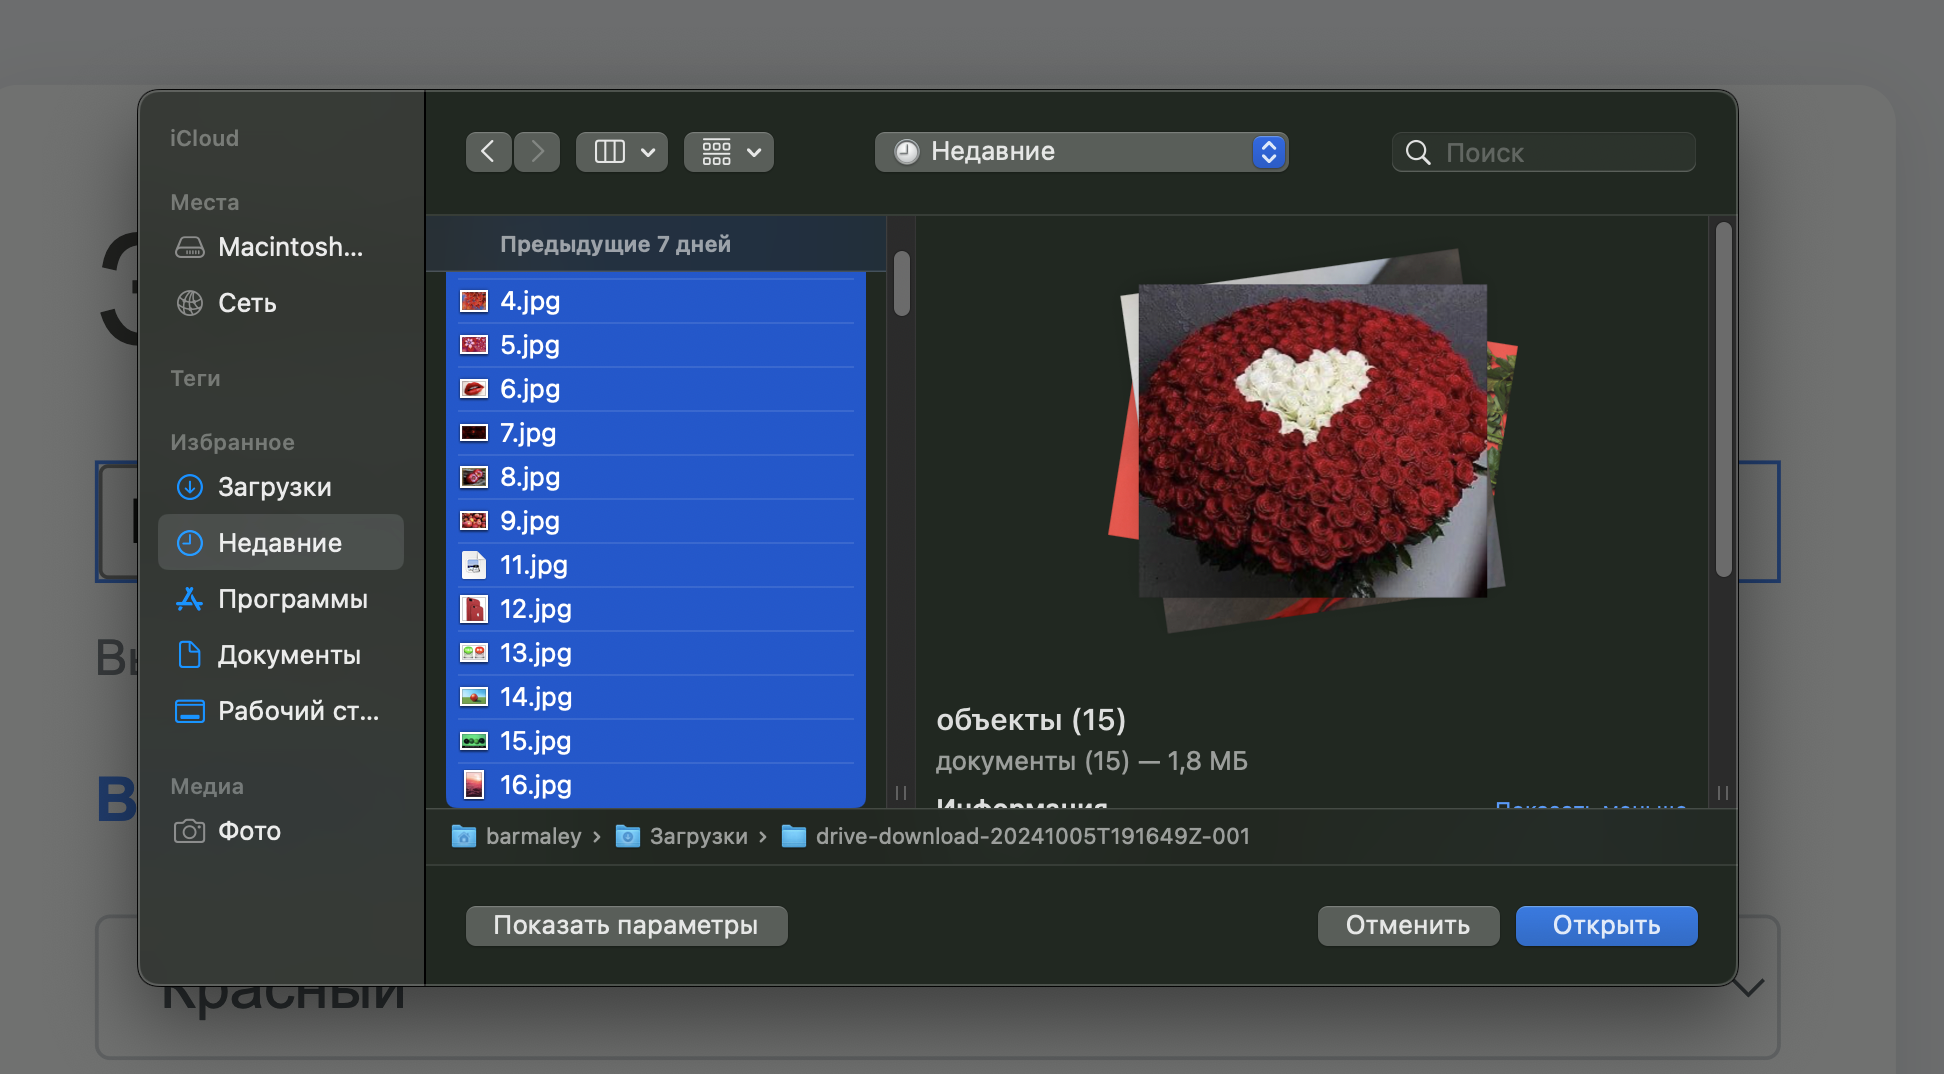 iCloud
Места
Macintosh...
Сеть
Теги
Избранное
Загрузки
Недавние
Программы
Документы
Рабочий ст...
Медиа
Фото
Недавние
Поиск
Предыдущие 7 дней
4.jpg
5.jpg
6.jpg
7.jpg
8.jpg
9.jpg
11.jpg
12.jpg
13.jpg
14.jpg
15.jpg
16.jpg
объекты (15)
документы (15) — 1,8 МБ
Информация
Показать меньше
barmaley › Загрузки › drive-download-20241005T191649Z-001
Показать параметры
Отменить
Открыть
Красный